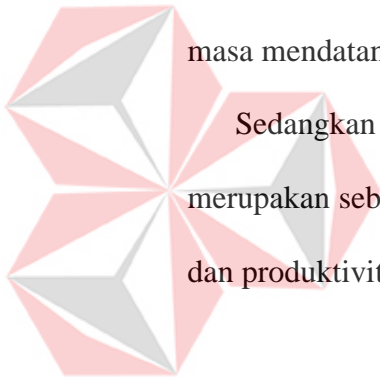 masa mendatan
Sedangkan
merupakan seb
dan produktivit